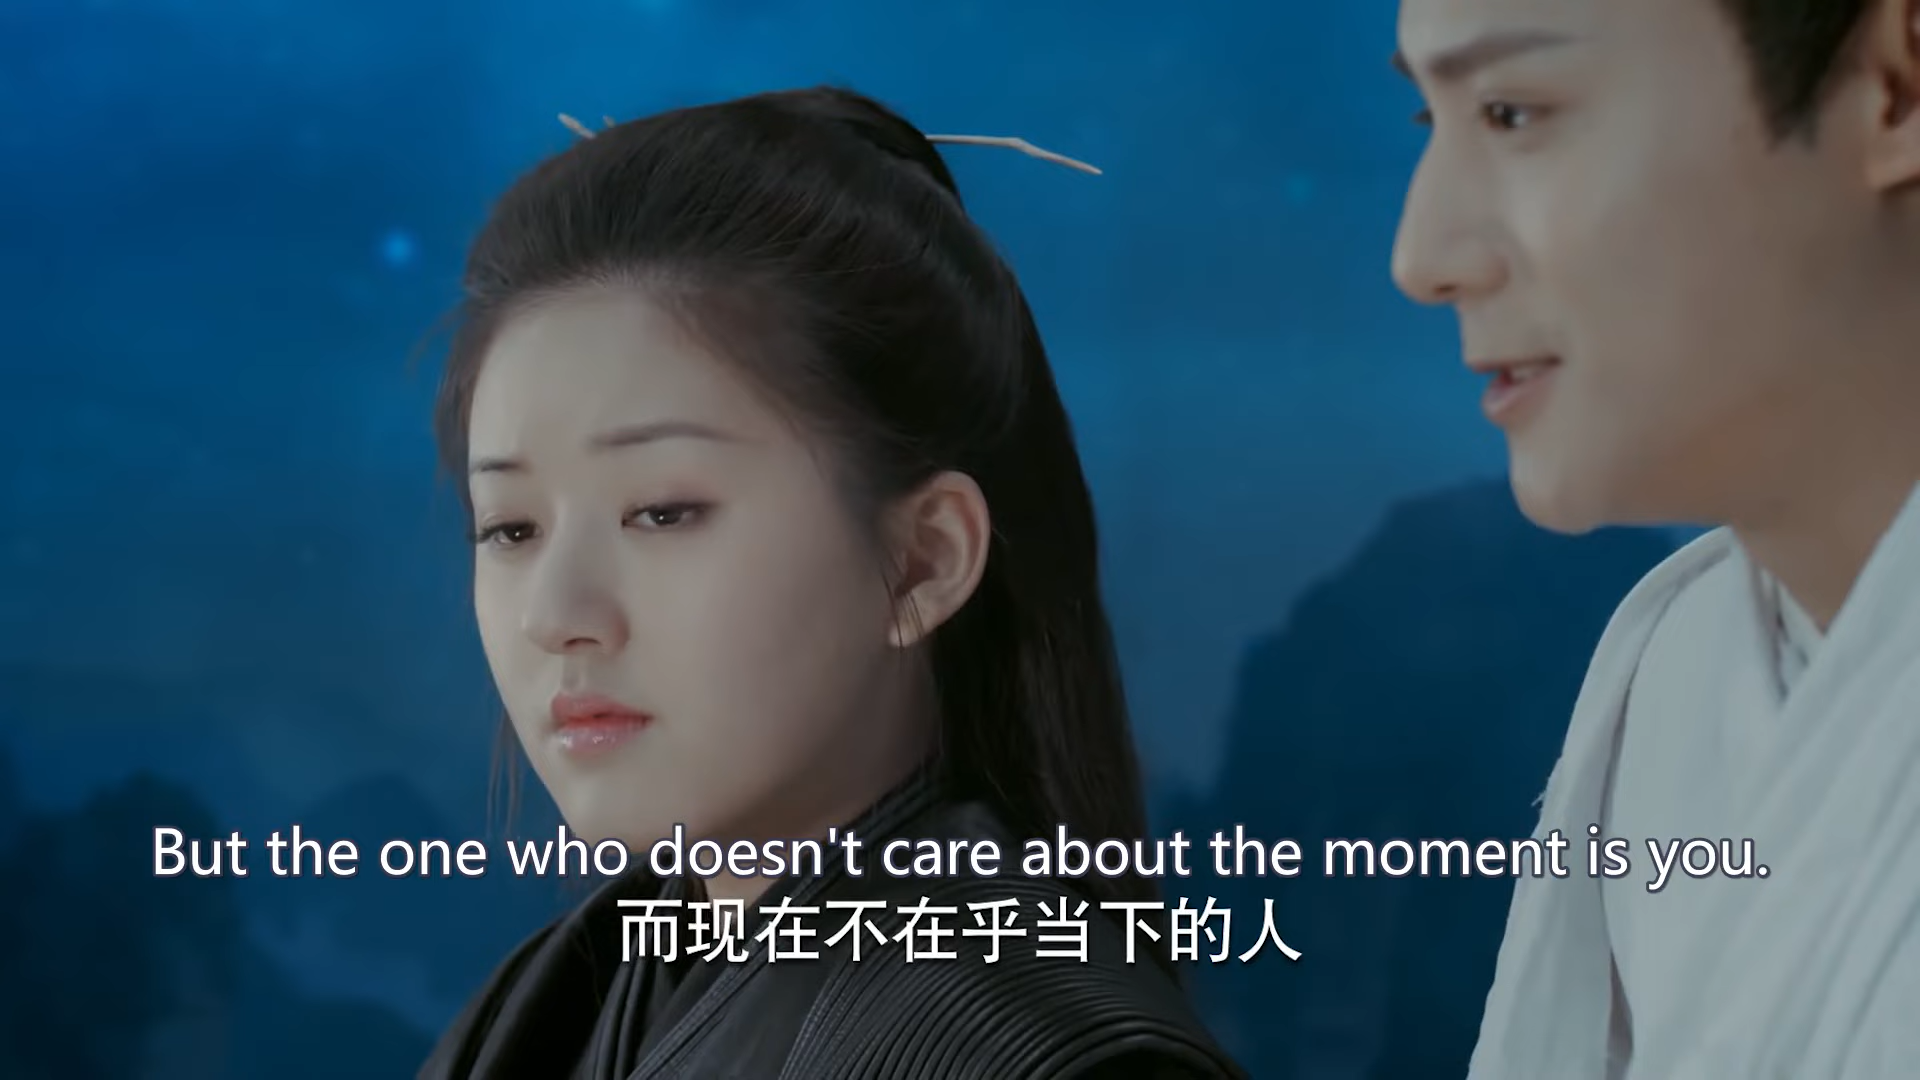 But the one who doesn't care about the moment is you.
而现在不在乎当下的人